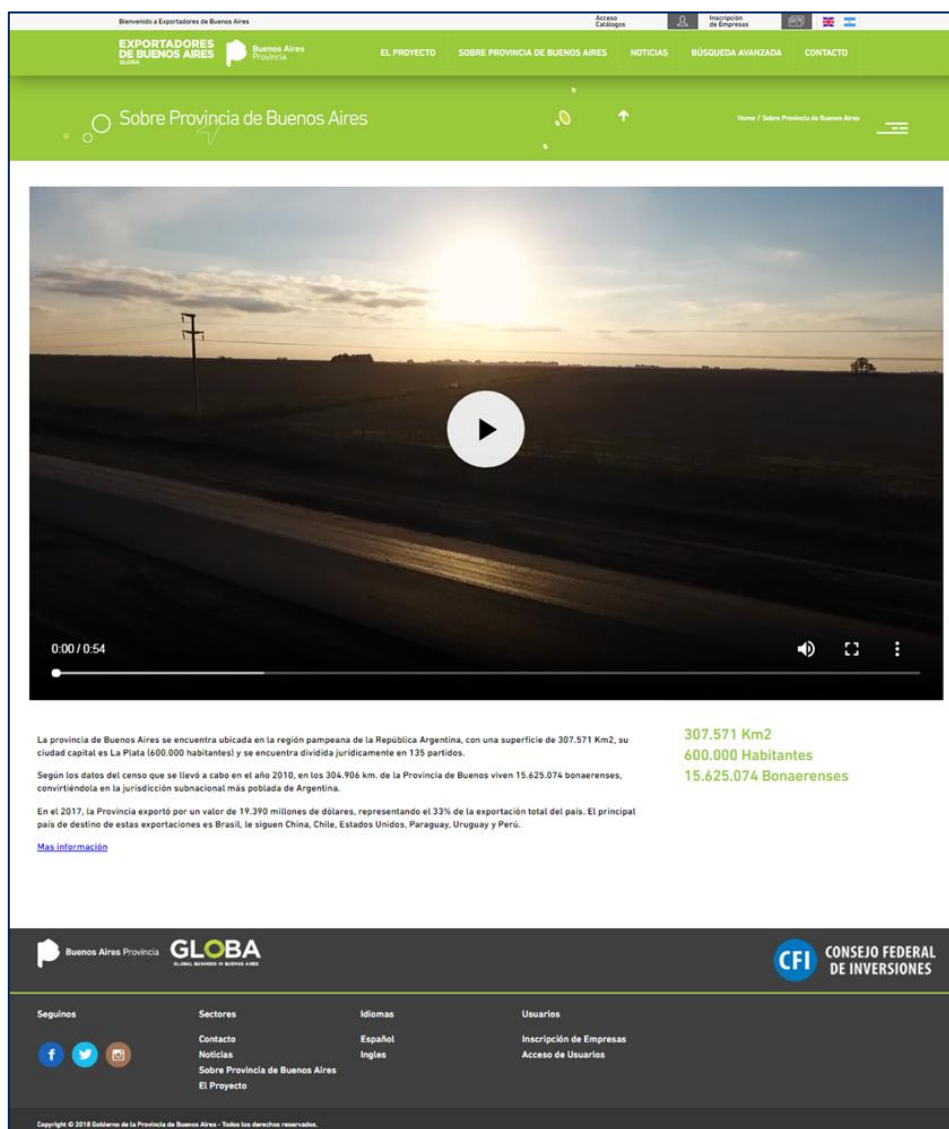 Bienvenido a Exportadores de Buenos Aires
Acceso
Catálogos
Inscripción
de Empresas
EXPORTADORES
DE BUENOS AIRES
GLOBA
Buenos Aires
Provincia
EL PROYECTO SOBRE PROVINCIA DE BUENOS AIRES NOTICIAS BÚSQUEDA AVANZADA CONTACTO
Sobre Provincia de Buenos Aires
Home / Sobre Provincia de Buenos Aires
0:00 / 0:54
La provincia de Buenos Aires se encuentra ubicada en la región pampeana de la República Argentina, con una superficie de 307.571 Km2, su
ciudad capital es La Plata (600.000 habitantes) y se encuentra dividida jurídicamente en 135 partidos.
Según los datos del censo que se llevó a cabo en el año 2010, en los 304.906 km. de la Provincia de Buenos viven 15.625.074 bonaerenses,
convirtiéndola en la jurisdicción subnacional más poblada de Argentina.
En el 2017, la Provincia exportó por un valor de 19.390 millones de dólares, representando el 33% de la exportación total del país. El principal
país de destino de estas exportaciones es Brasil, le siguen China, Chile, Estados Unidos, Paraguay, Uruguay y Perú.
Mas información
307.571 Km2
600.000 Habitantes
15.625.074 Bonaerenses
Buenos Aires Provincia
GLOBA
GLOBAL BUSINESS IN BUENOS AIRES
CFI
CONSEJO FEDERAL
DE INVERSIONES
Seguinos
Sectores
Contacto
Noticias
Sobre Provincia de Buenos Aires
El Proyecto
Idiomas
Español
Ingles
Usuarios
Inscripción de Empresas
Acceso de Usuarios
Copyright © 2018 Gobierno de la Provincia de Buenos Aires - Todos los derechos reservados.